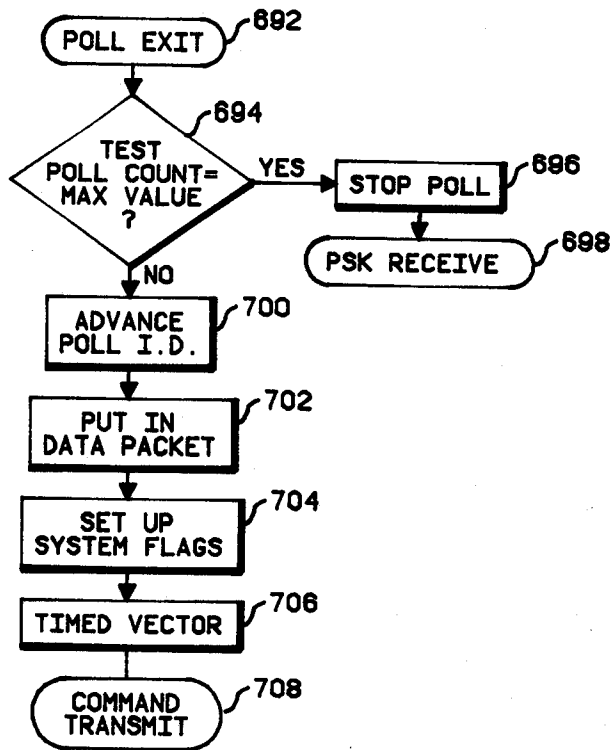 POLL EXIT
692
694
TEST
POLL COUNT=
MAX VALUE
?
YES
STOP POLL
696
PSK RECEIVE
698
NO
700
ADVANCE
POLL I.D.
702
PUT IN
DATA PACKET
704
SET UP
SYSTEM FLAGS
706
TIMED VECTOR
COMMAND
TRANSMIT
708